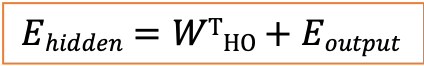 E_hidden = W^T_HO + E_output